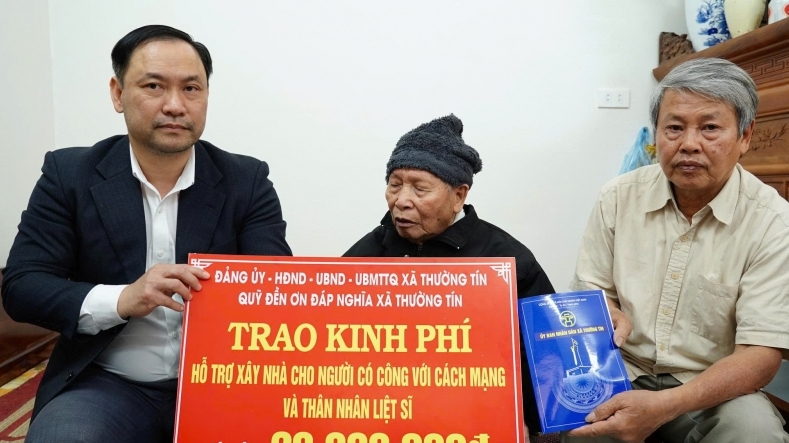 ĐẢNG ỦY - HĐND - UBND - UBMTTQ XÃ THƯỜNG TÍN
QUỸ ĐỀN ƠN ĐÁP NGHĨA XÃ THƯỜNG TÍN
TRAO KINH PHÍ
HỖ TRỢ XÂY NHÀ CHO NGƯỜI CÓ CÔNG VỚI CÁCH MẠNG
VÀ THÂN NHÂN LIỆT SĨ
ỦY BAN NHÂN DÂN XÃ THƯỜNG TÍN